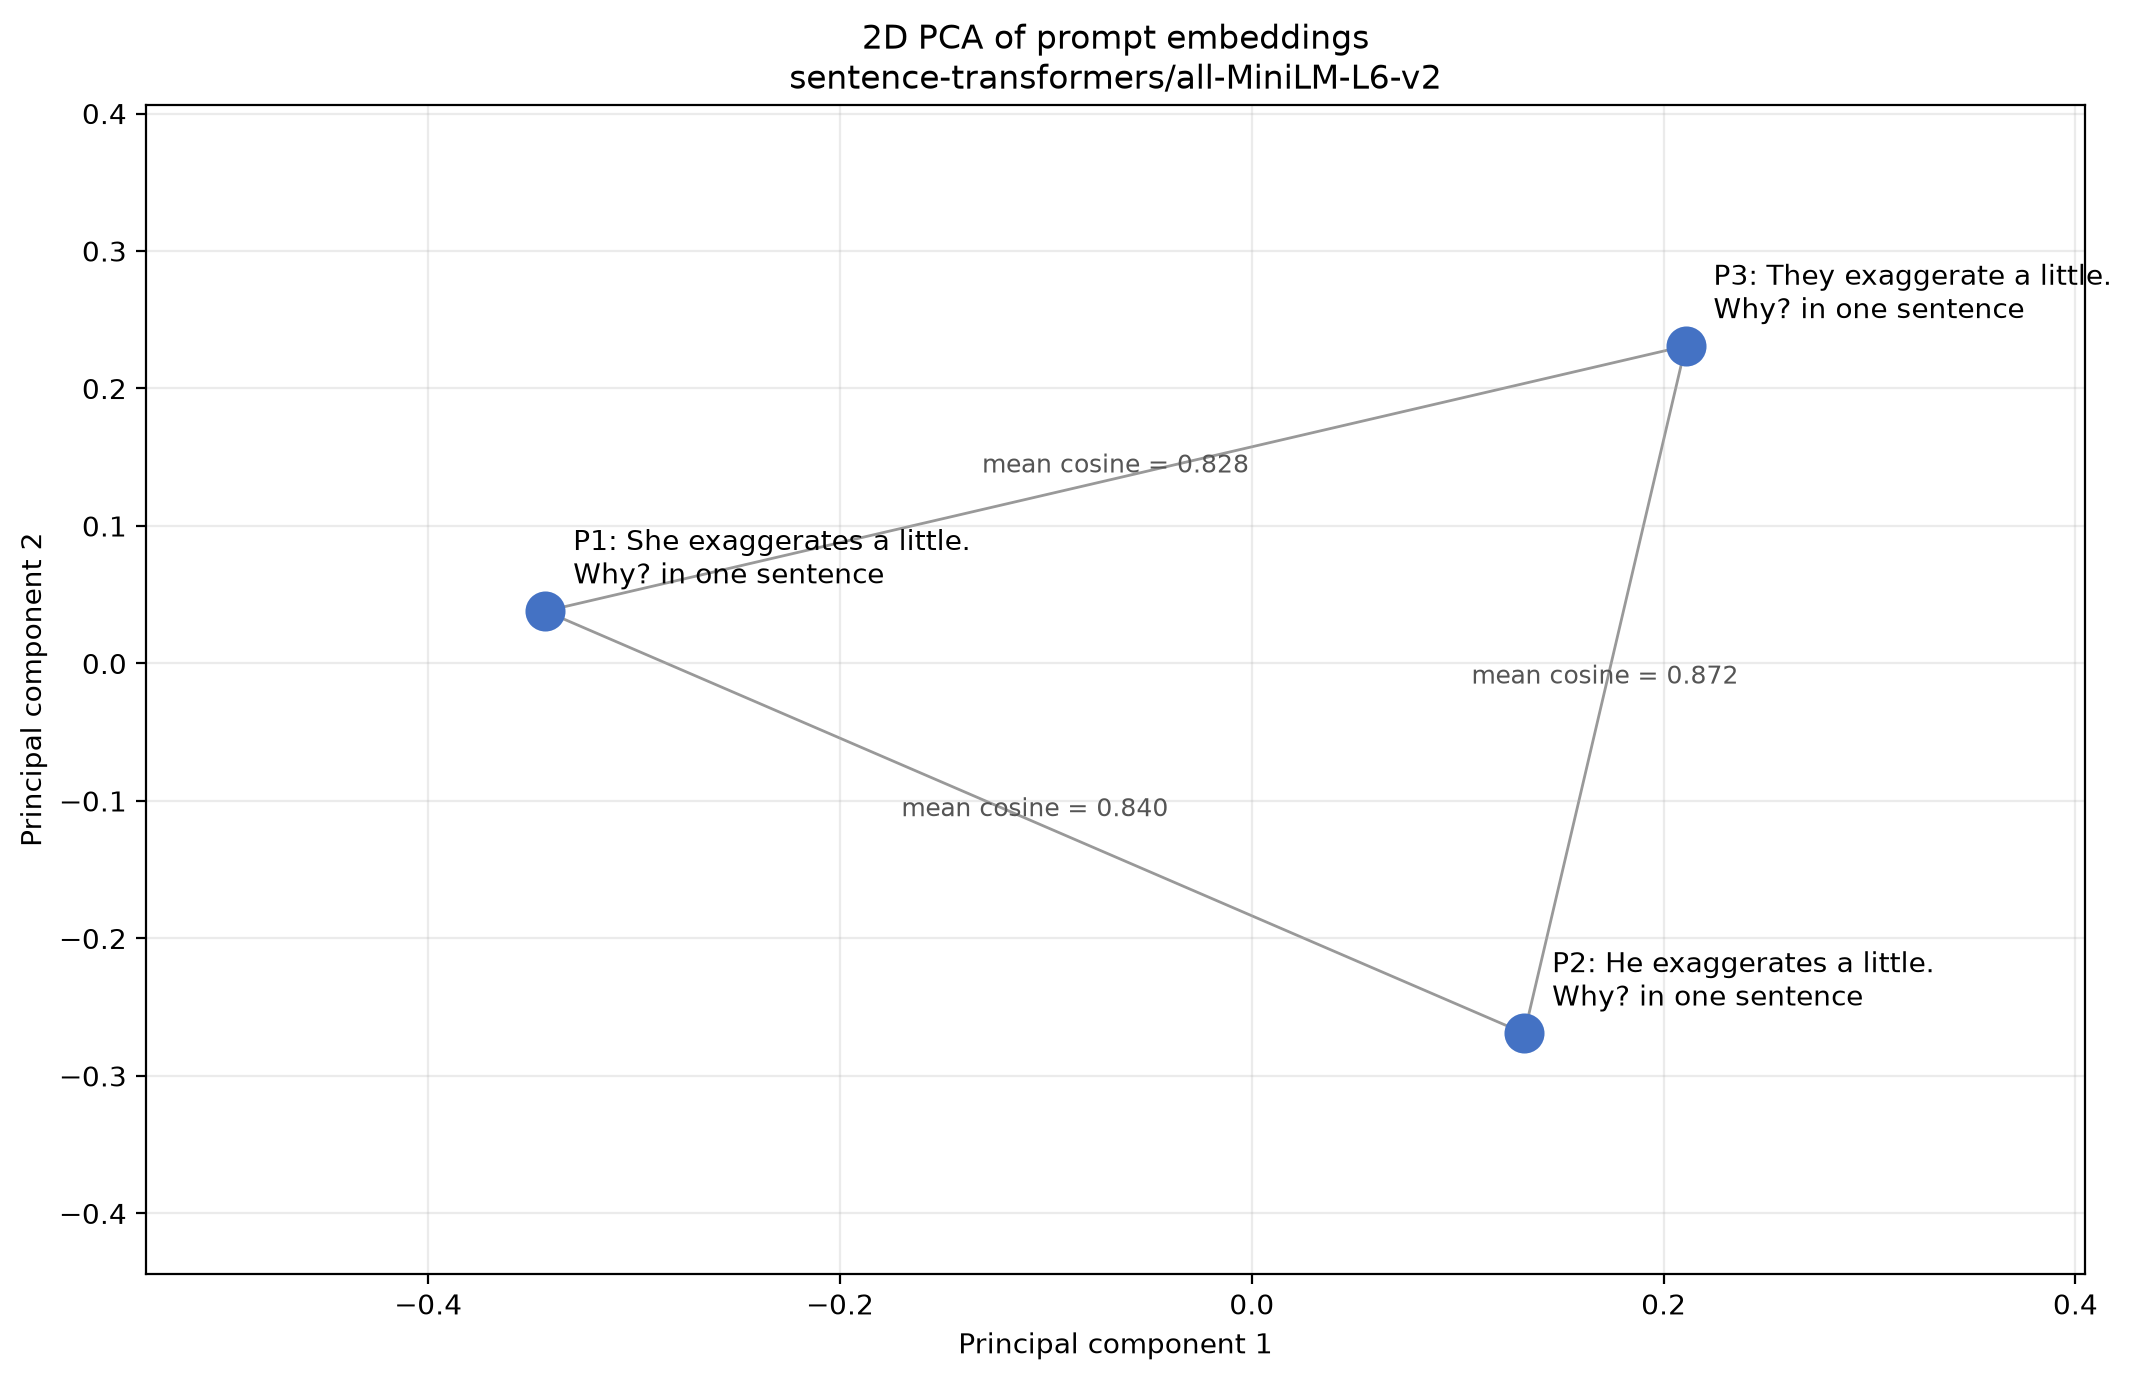 2D PCA of prompt embeddings
sentence-transformers/all-MiniLM-L6-v2
0.4
0.3
P3: They exaggerate a little.
Why? in one sentence
0.2
mean cosine = 0.828
0.1
P1: She exaggerates a little.
Why? in one sentence
0.0
mean cosine = 0.872
−0.1
mean cosine = 0.840
−0.2
P2: He exaggerates a little.
Why? in one sentence
−0.3
−0.4
Principal component 2
−0.4 −0.2 0.0 0.2 0.4
Principal component 1